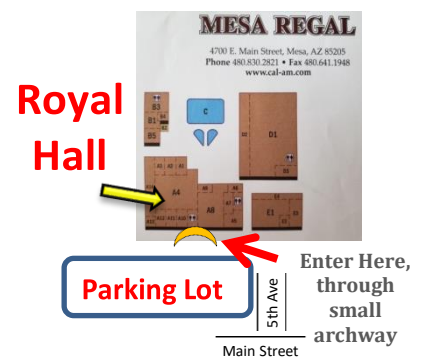 MESA REGAL
4700 E. Main Street, Mesa, AZ 85205
Phone 480.830.2821 • Fax 480.641.1948
www.cal-am.com
Royal
Hall
B3
B1
B5
C
D1
A4
A8
A7
E1
Parking Lot
Enter Here,
through
small
archway
5th Ave
Main Street